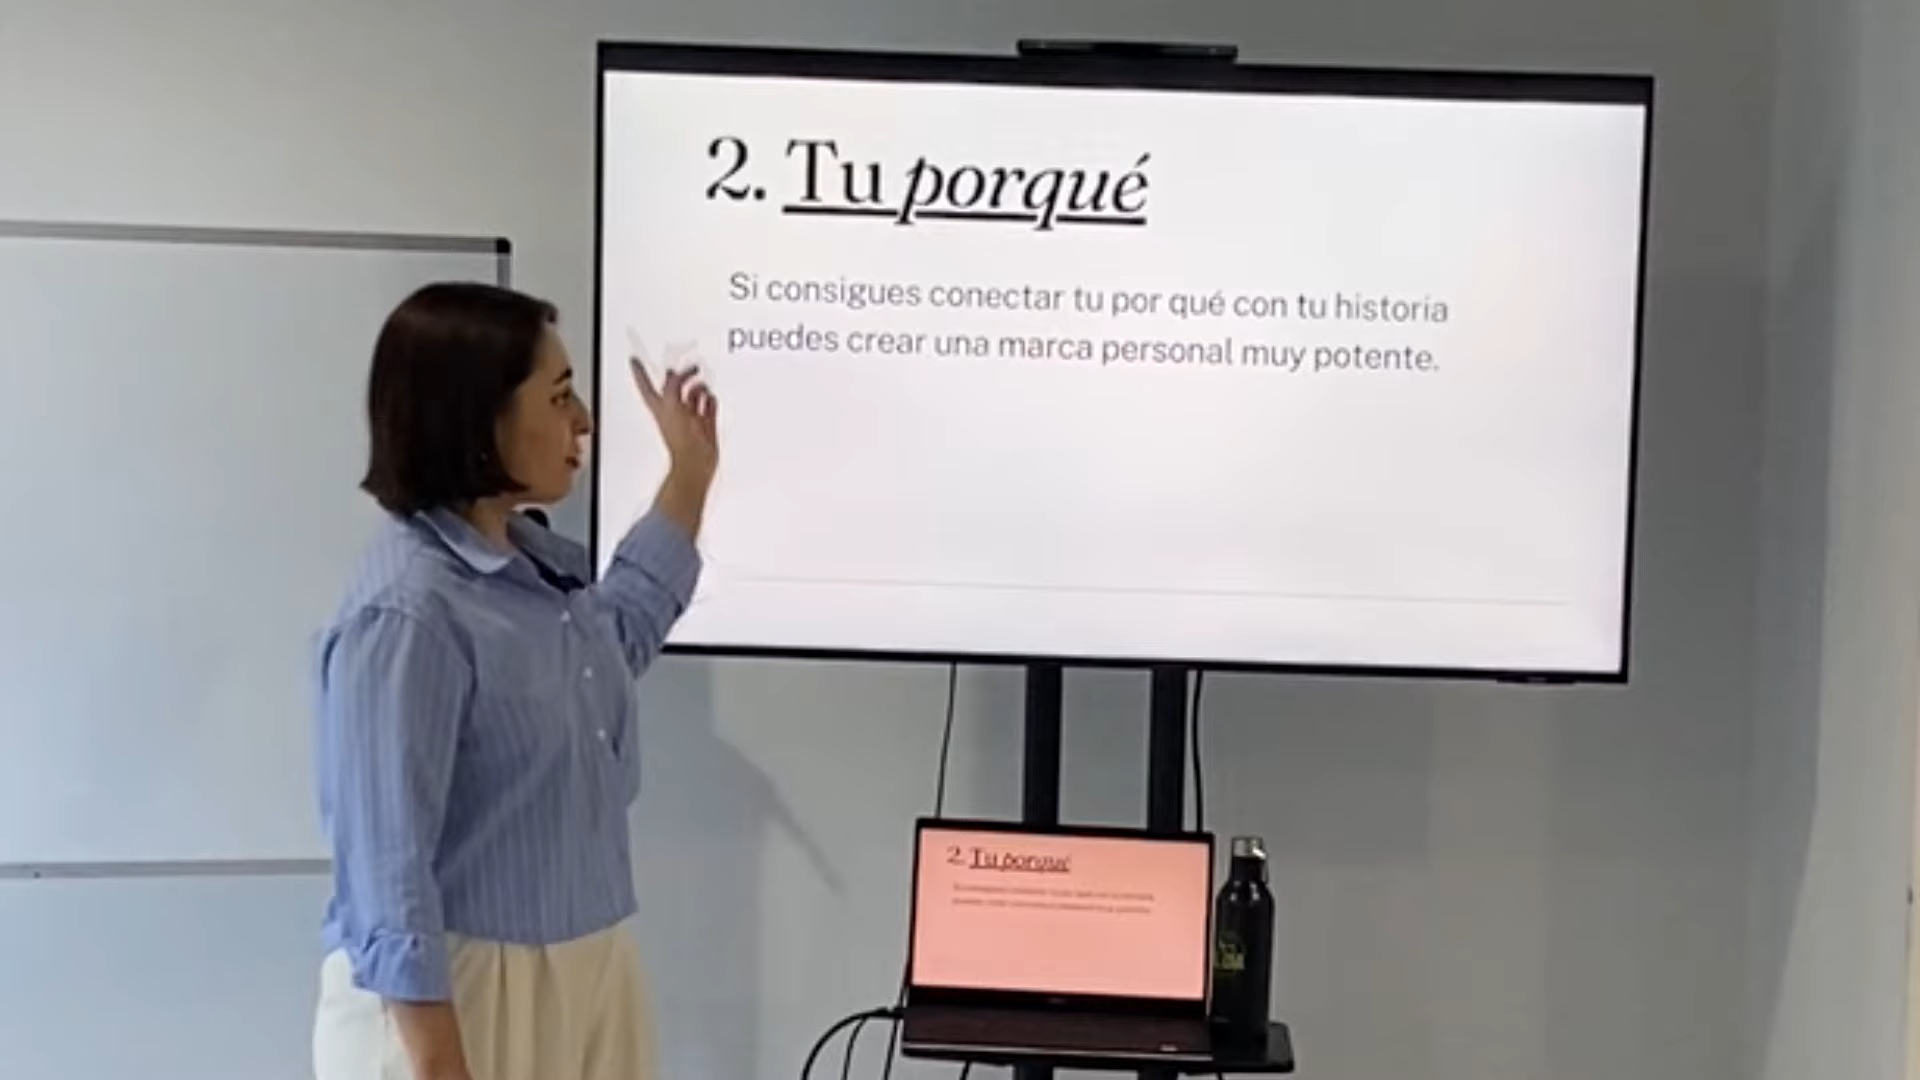 2. Tu porqué
Si consigues conectar tu por qué con tu historia
puedes crear una marca personal muy potente.
2. Tu porqué